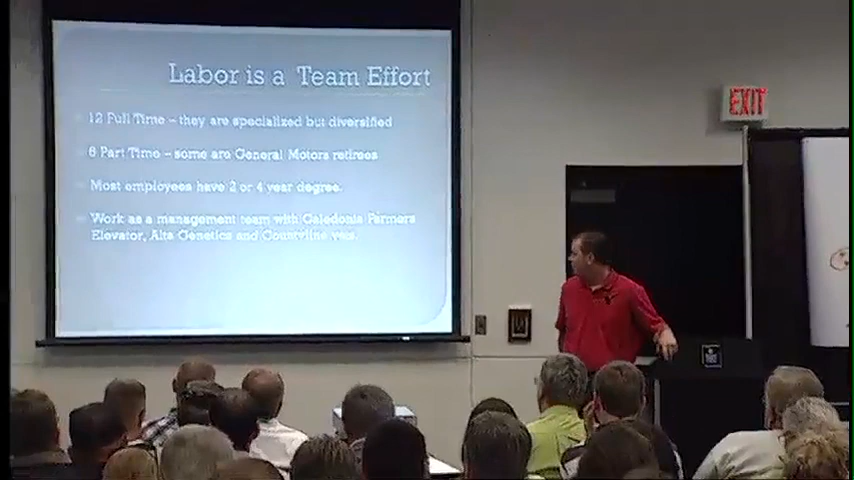 Labor is a Team Effort
12 Full Time – they are specialized but diversified
6 Part Time – some are General Motors retirees
Most employees have 2 or 4 year degree.
Work as a management team with Caledonia Farmers
Elevator, Alta Genetics and Countyline vets.
EXIT